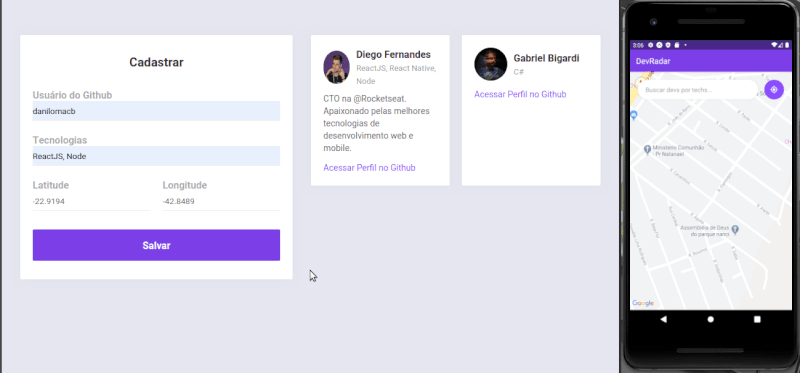 Cadastrar
Usuário do Github
danilomacb
Tecnologias
ReactJS, Node
Latitude
Longitude
-22.9194
-42.8489
Salvar
Diego Fernandes
ReactJS, React Native,
Node
CTO na @Rocketseat.
Apaixonado pelas melhores
tecnologias de
desenvolvimento web e
mobile.
Acessar Perfil no Github
Gabriel Bigardi
C#
Acessar Perfil no Github
3:06
DevRadar
Buscar devs por techs...
Ministério Comunhão
Pr Natanael
Assembléia de Deus
do parque nanci
Google